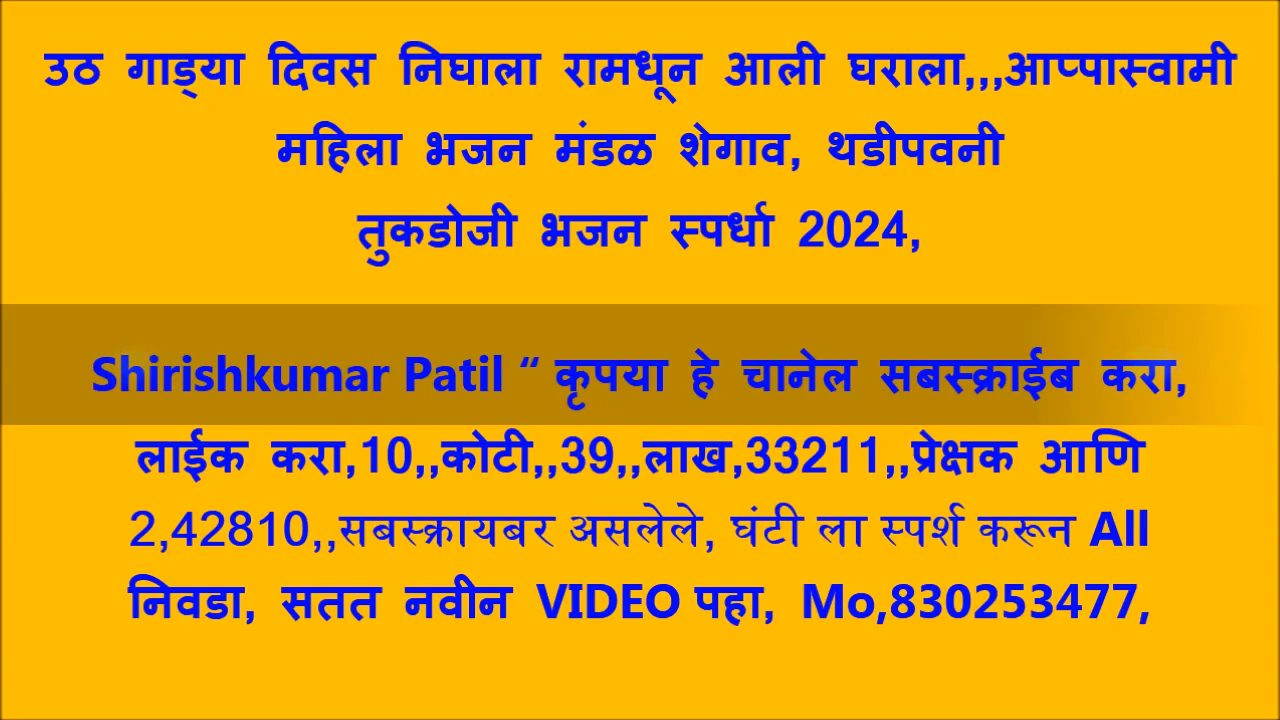 उठ गाड्या दिवस निघाला रामधून आली घराला,,,आप्पास्वामी
महिला भजन मंडळ शेगाव, थडीपवनी
तुकडोजी भजन स्पर्धा 2024,
Shirishkumar Patil “ कृपया हे चानेल सबस्क्राईब करा,
लाईक करा,10,,कोटी,,39,,लाख,33211,,प्रेक्षक आणि
2,42810,,सबस्क्रायबर असलेले, घंटी ला स्पर्श करून All
निवडा, सतत नवीन VIDEO पहा, Mo,830253477,